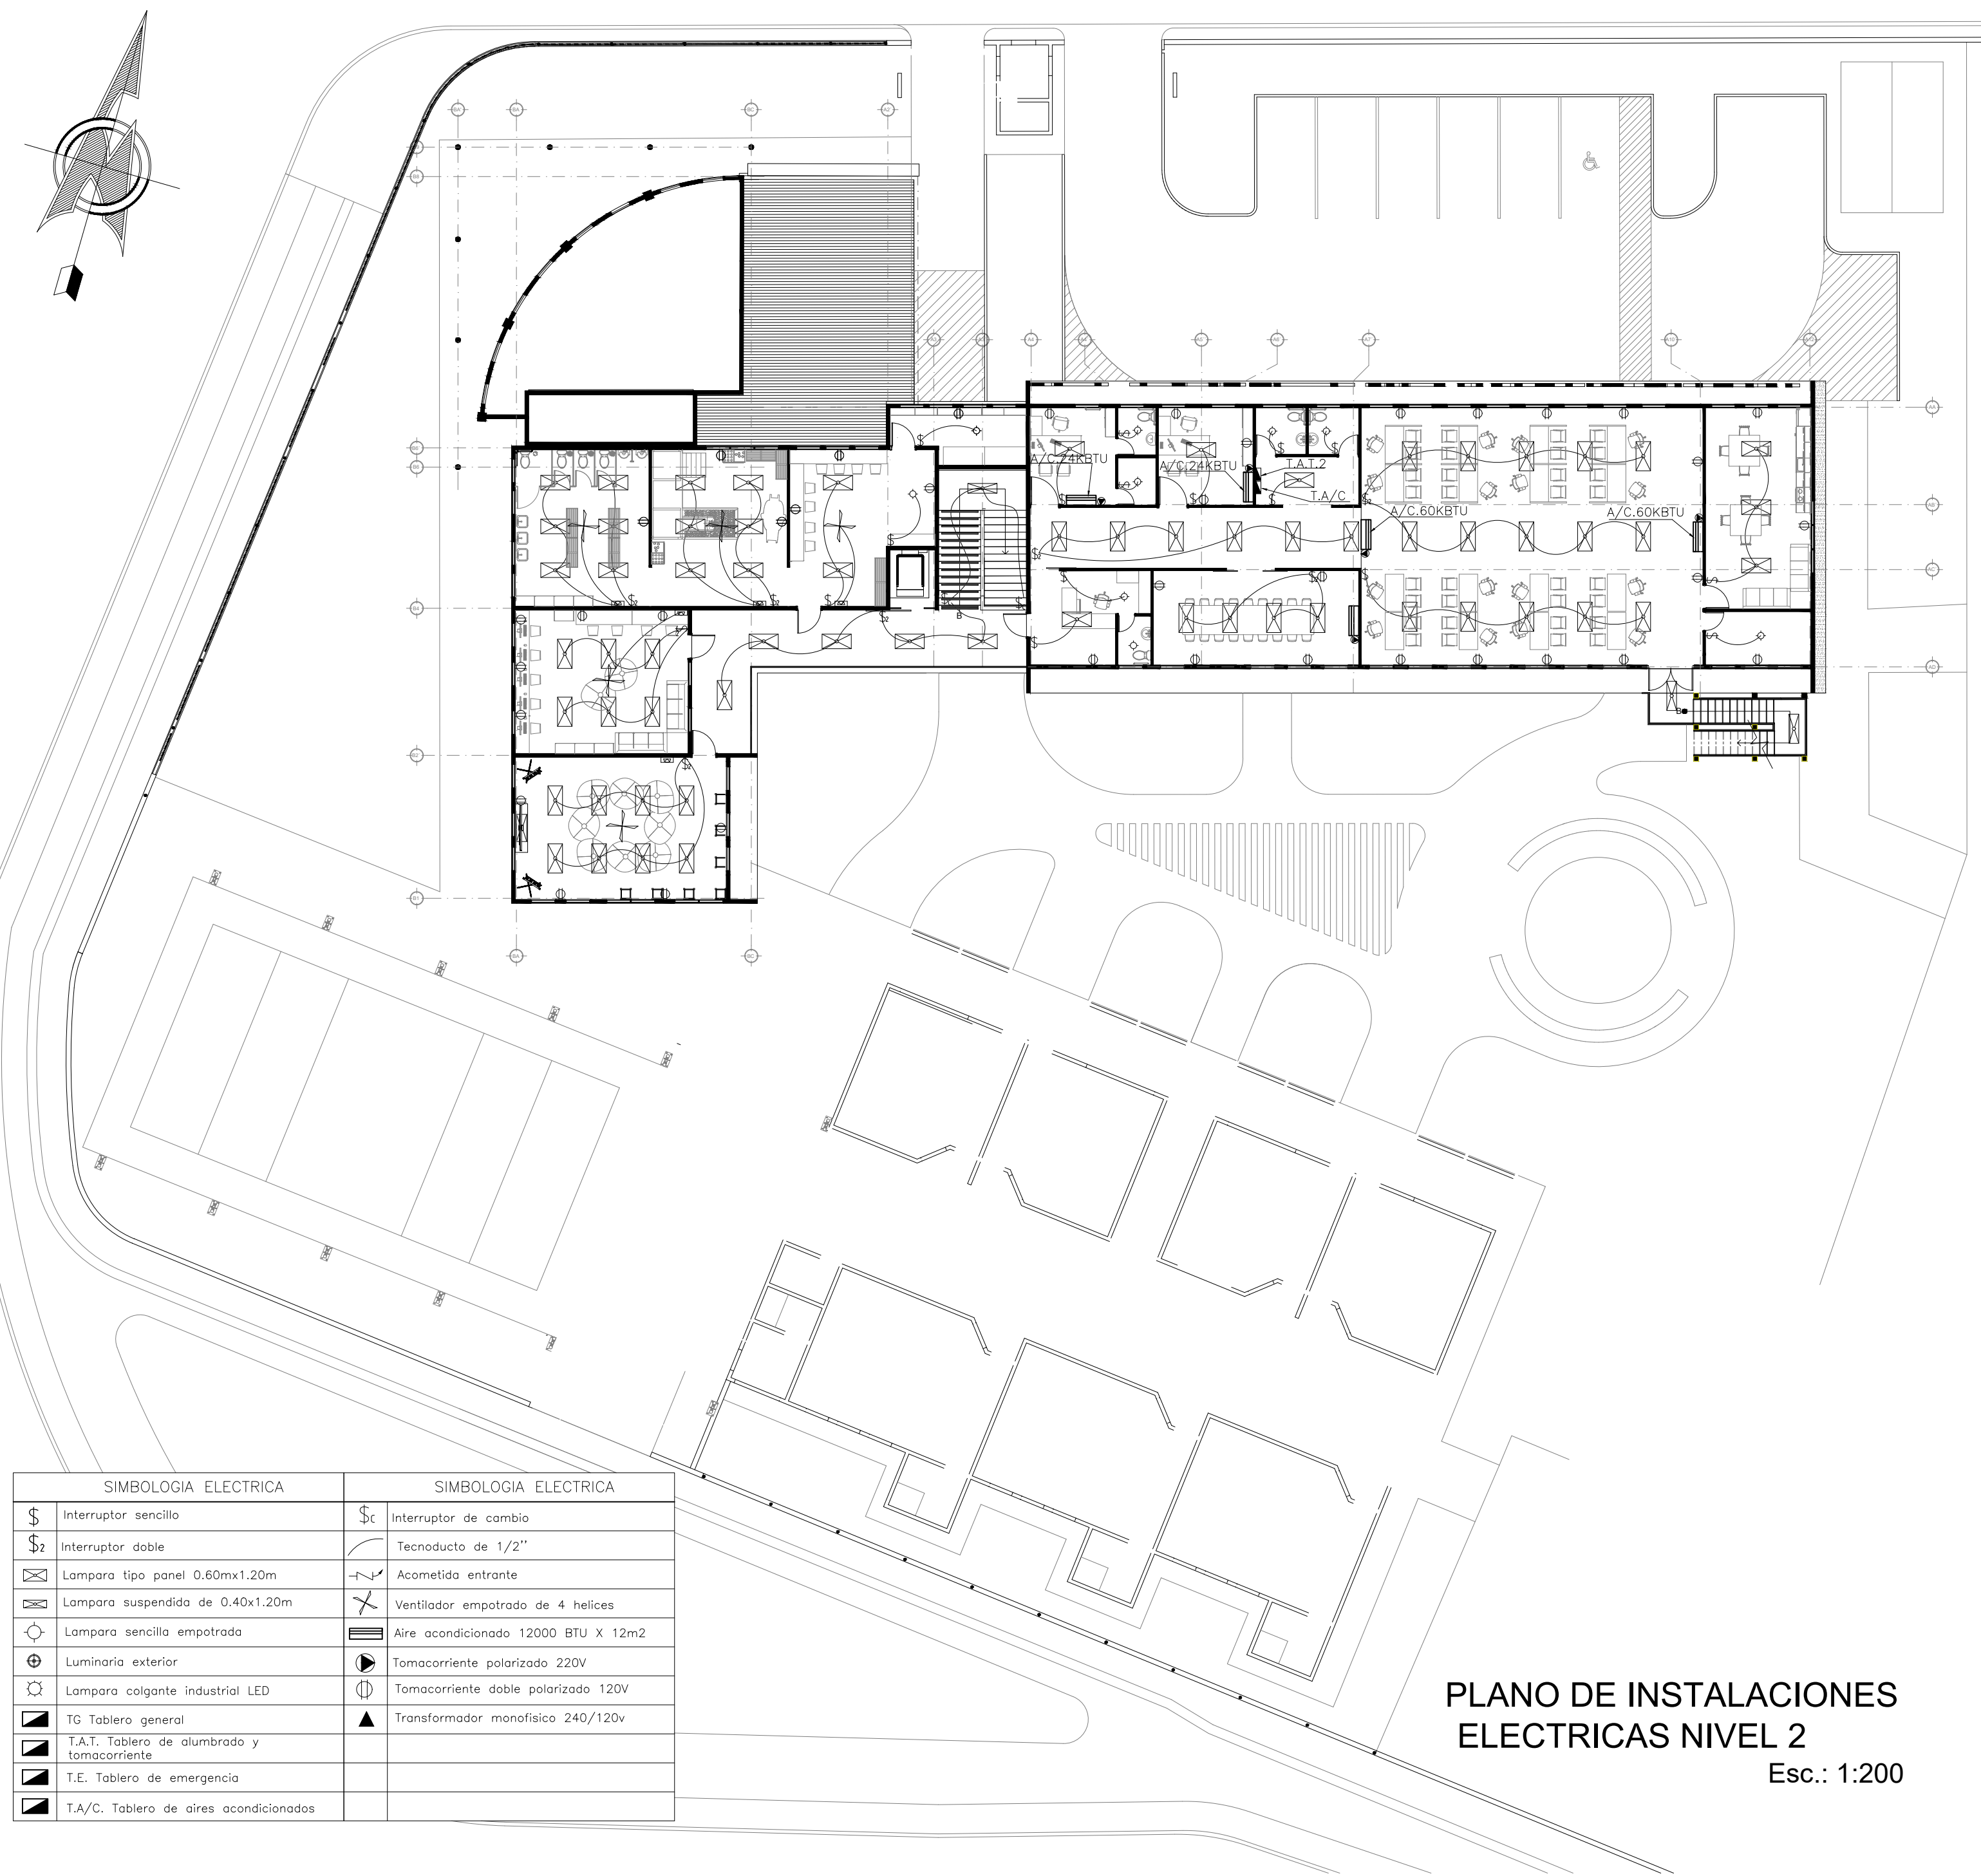 A/C.24KBTU
A/C.24KBTU
T.A.T.2
T.A/C
A/C.60KBTU
A/C.60KBTU
B
B
SIMBOLOGIA ELECTRICA
SIMBOLOGIA ELECTRICA
$ Interruptor sencillo
$c Interruptor de cambio
$2 Interruptor doble
Tecnoducto de 1/2''
Lampara tipo panel 0.60mx1.20m
Acometida entrante
Lampara suspendida de 0.40x1.20m
Ventilador empotrado de 4 helices
Lampara sencilla empotrada
Aire acondicionado 12000 BTU X 12m2
Luminaria exterior
Tomacorriente polarizado 220V
Lampara colgante industrial LED
Tomacorriente doble polarizado 120V
TG Tablero general
Transformador monofisico 240/120v
T.A.T. Tablero de alumbrado y
tomacorriente
T.E. Tablero de emergencia
T.A/C. Tablero de aires acondicionados
PLANO DE INSTALACIONES
ELECTRICAS NIVEL 2
Esc.: 1:200